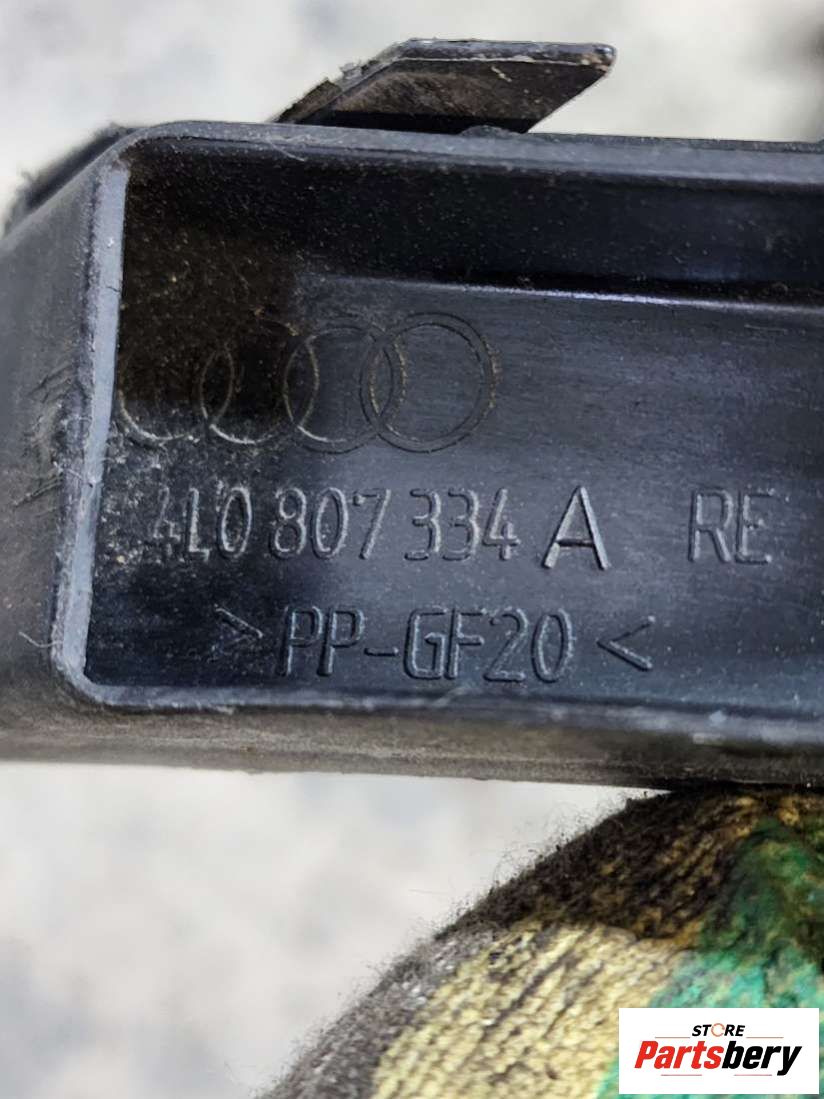 4L0 807 334 A RE
>PP-GF20<
STORE
Partsbery